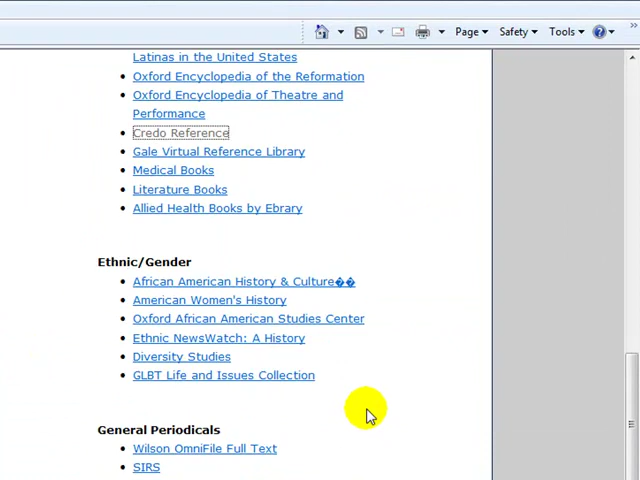 Page Safety Tools
Latinas in the United States
Oxford Encyclopedia of the Reformation
Oxford Encyclopedia of Theatre and
Performance
Credo Reference
Gale Virtual Reference Library
Medical Books
Literature Books
Allied Health Books by Ebrary
Ethnic/Gender
African American History & Culture��
American Women's History
Oxford African American Studies Center
Ethnic NewsWatch: A History
Diversity Studies
GLBT Life and Issues Collection
General Periodicals
Wilson OmniFile Full Text
SIRS